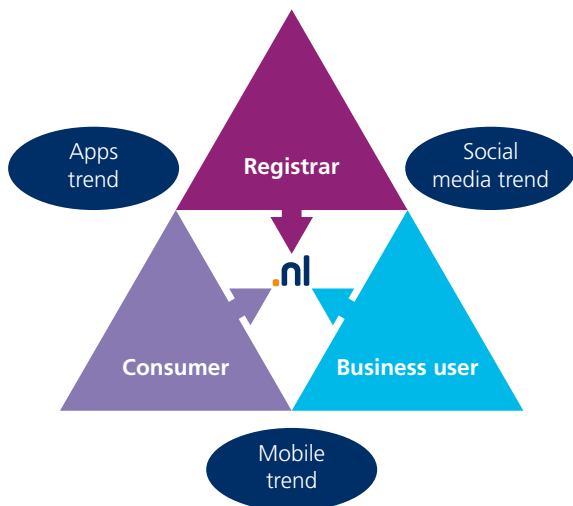 Apps
trend
Registrar
Social
media trend
.nl
Consumer
Business user
Mobile
trend